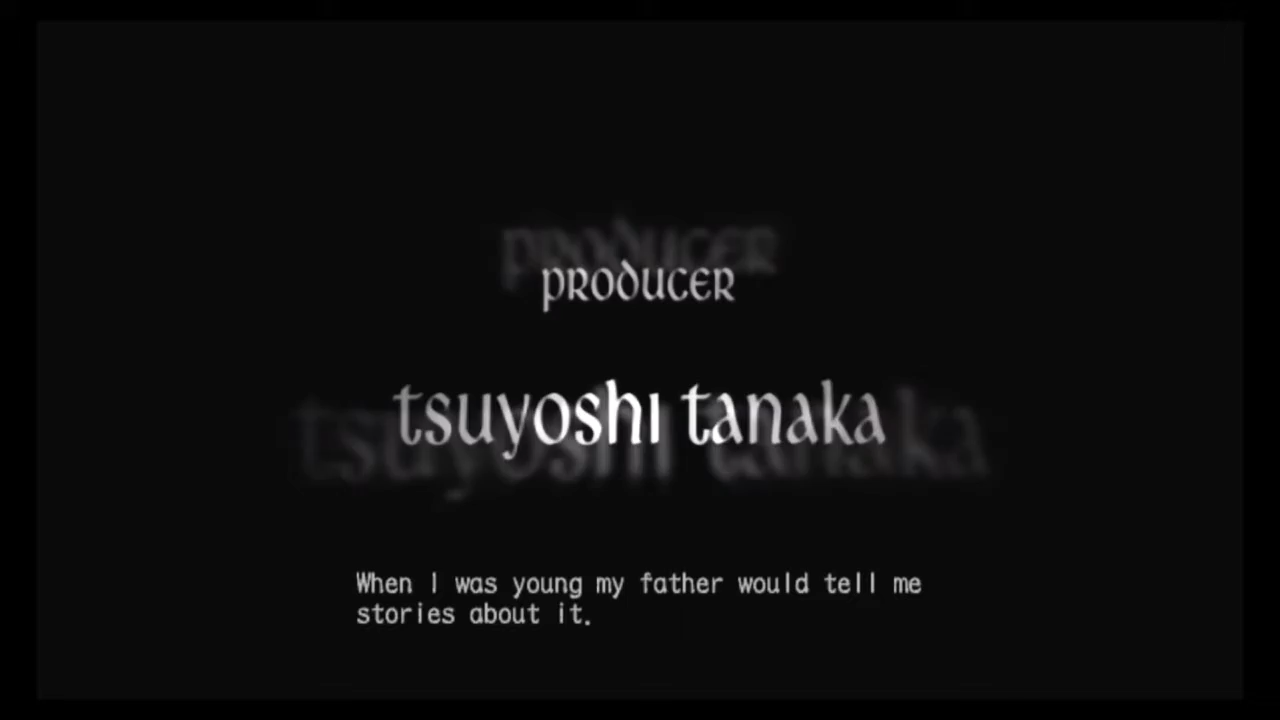 producer
tsuyoshi tanaka
When I was young my father would tell me
stories about it.